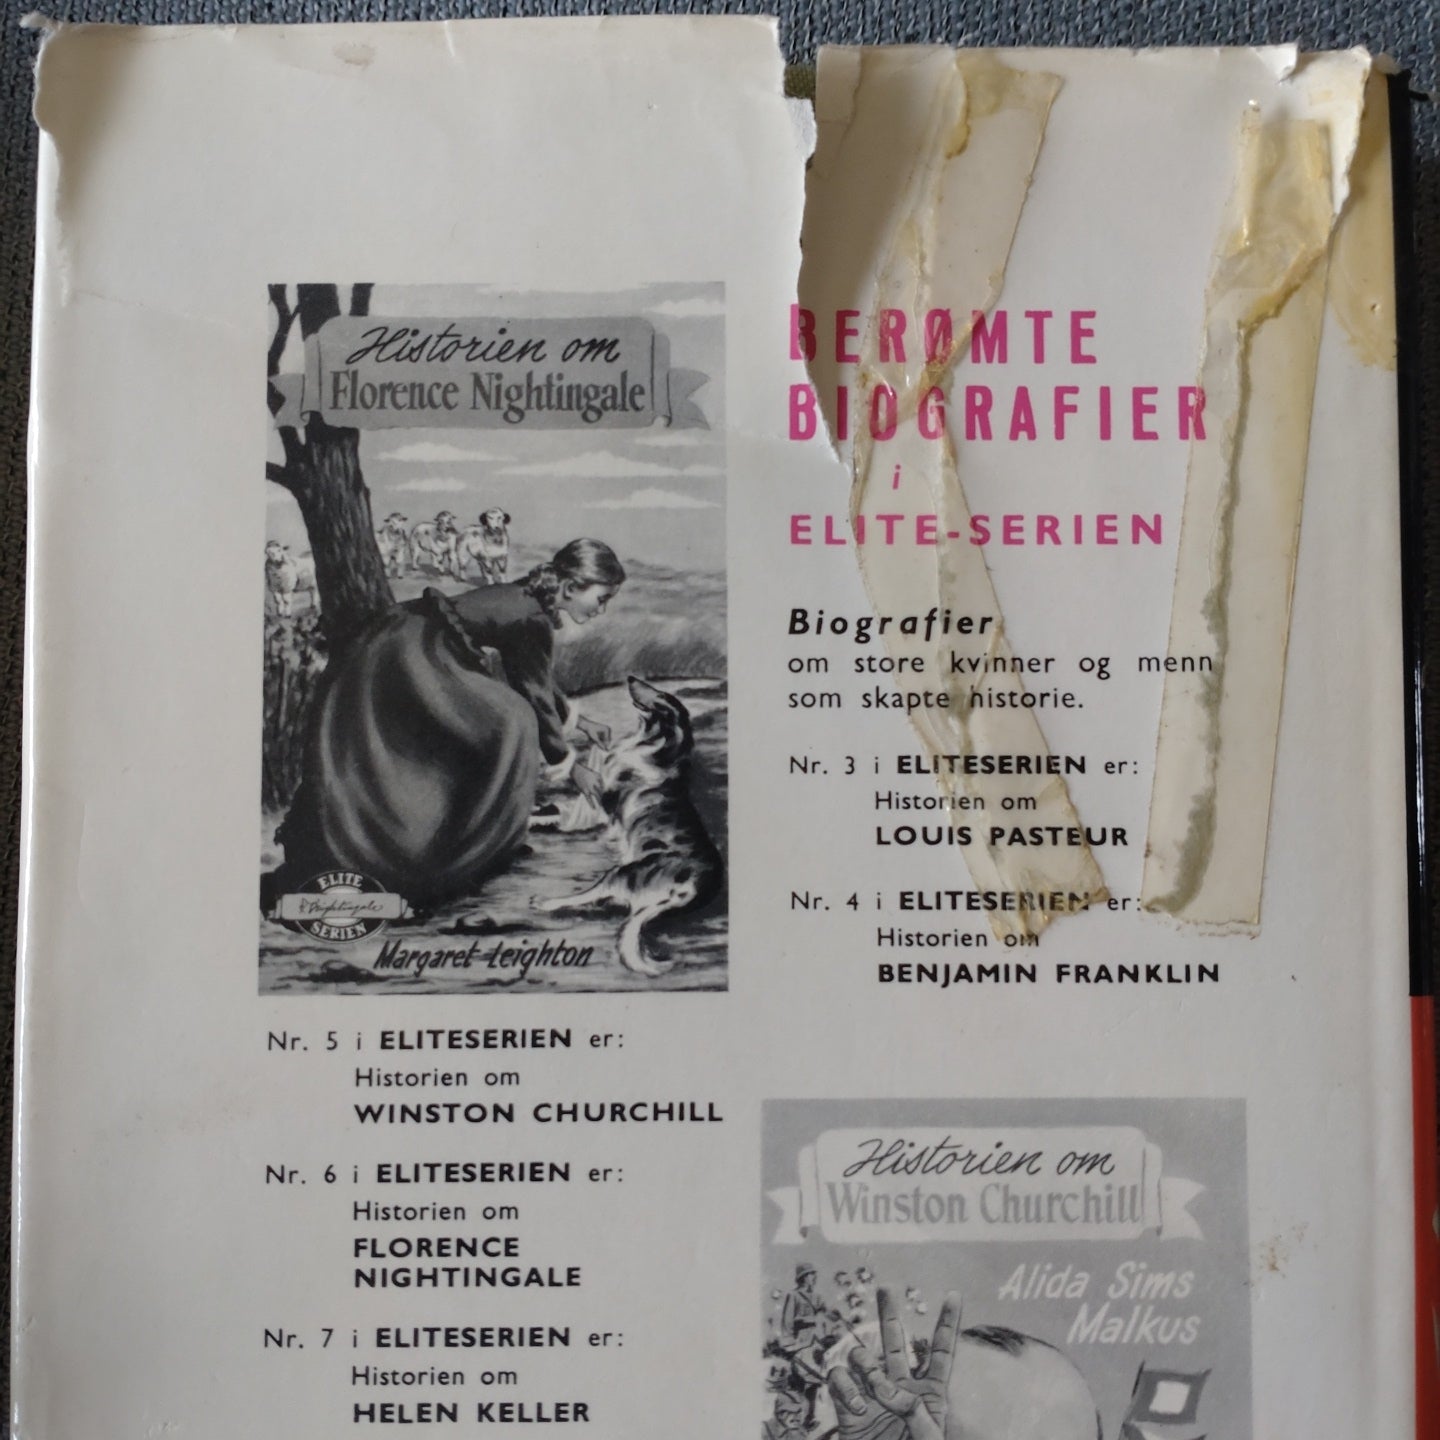 Historien om
Florence Nightingale
ELITE
SERIEN
Margaret Leighton
BERØMTE
BIOGRAFIER
i
ELITE-SERIEN
Biografier
om store kvinner og menn
som skapte historie.
Nr. 3 i ELITESERIEN er:
Historien om
LOUIS PASTEUR
Nr. 4 i ELITESERIEN er:
Historien om
BENJAMIN FRANKLIN
Nr. 5 i ELITESERIEN er:
Historien om
WINSTON CHURCHILL
Nr. 6 i ELITESERIEN er:
Historien om
FLORENCE
NIGHTINGALE
Nr. 7 i ELITESERIEN er:
Historien om
HELEN KELLER
Historien om
Winston Churchill
Alida Sims
Malkus